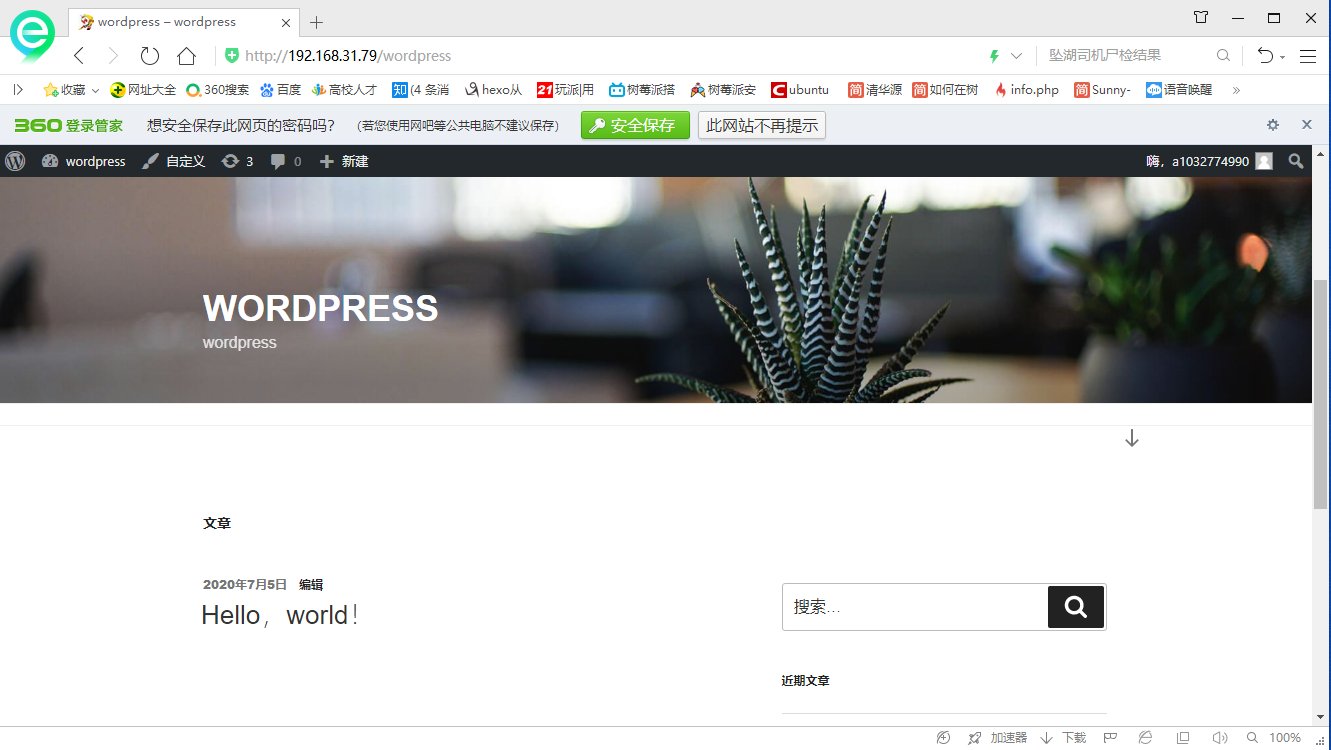 wordpress – wordpress
http://192.168.31.79/wordpress
坠湖司机尸检结果
收藏 网址大全 360搜索 百度 高校人才 知 (4 条消 hexo从 21 玩派|用 树莓派搭 树莓派安 C ubuntu 简 清华源 简 如何在树 info.php 简 Sunny- 语音唤醒 »
360 登录管家 想安全保存此网页的密码吗? (若您使用网吧等公共电脑不建议保存) 安全保存 此网站不再提示
wordpress 自定义 3 0 新建 嗨，a1032774990
WORDPRESS
wordpress
文章
2020年7月5日 编辑
Hello，world！
搜索…
近期文章
加速器 下载 100%